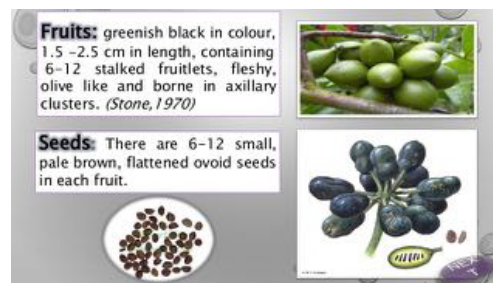 Fruits: greenish black in colour,
1.5 -2.5 cm in length, containing
6-12 stalked fruitlets, fleshy,
olive like and borne in axillary
clusters. (Stone,1970)
Seeds: There are 6-12 small,
pale brown, flattened ovoid seeds
in each fruit.
NEX
T